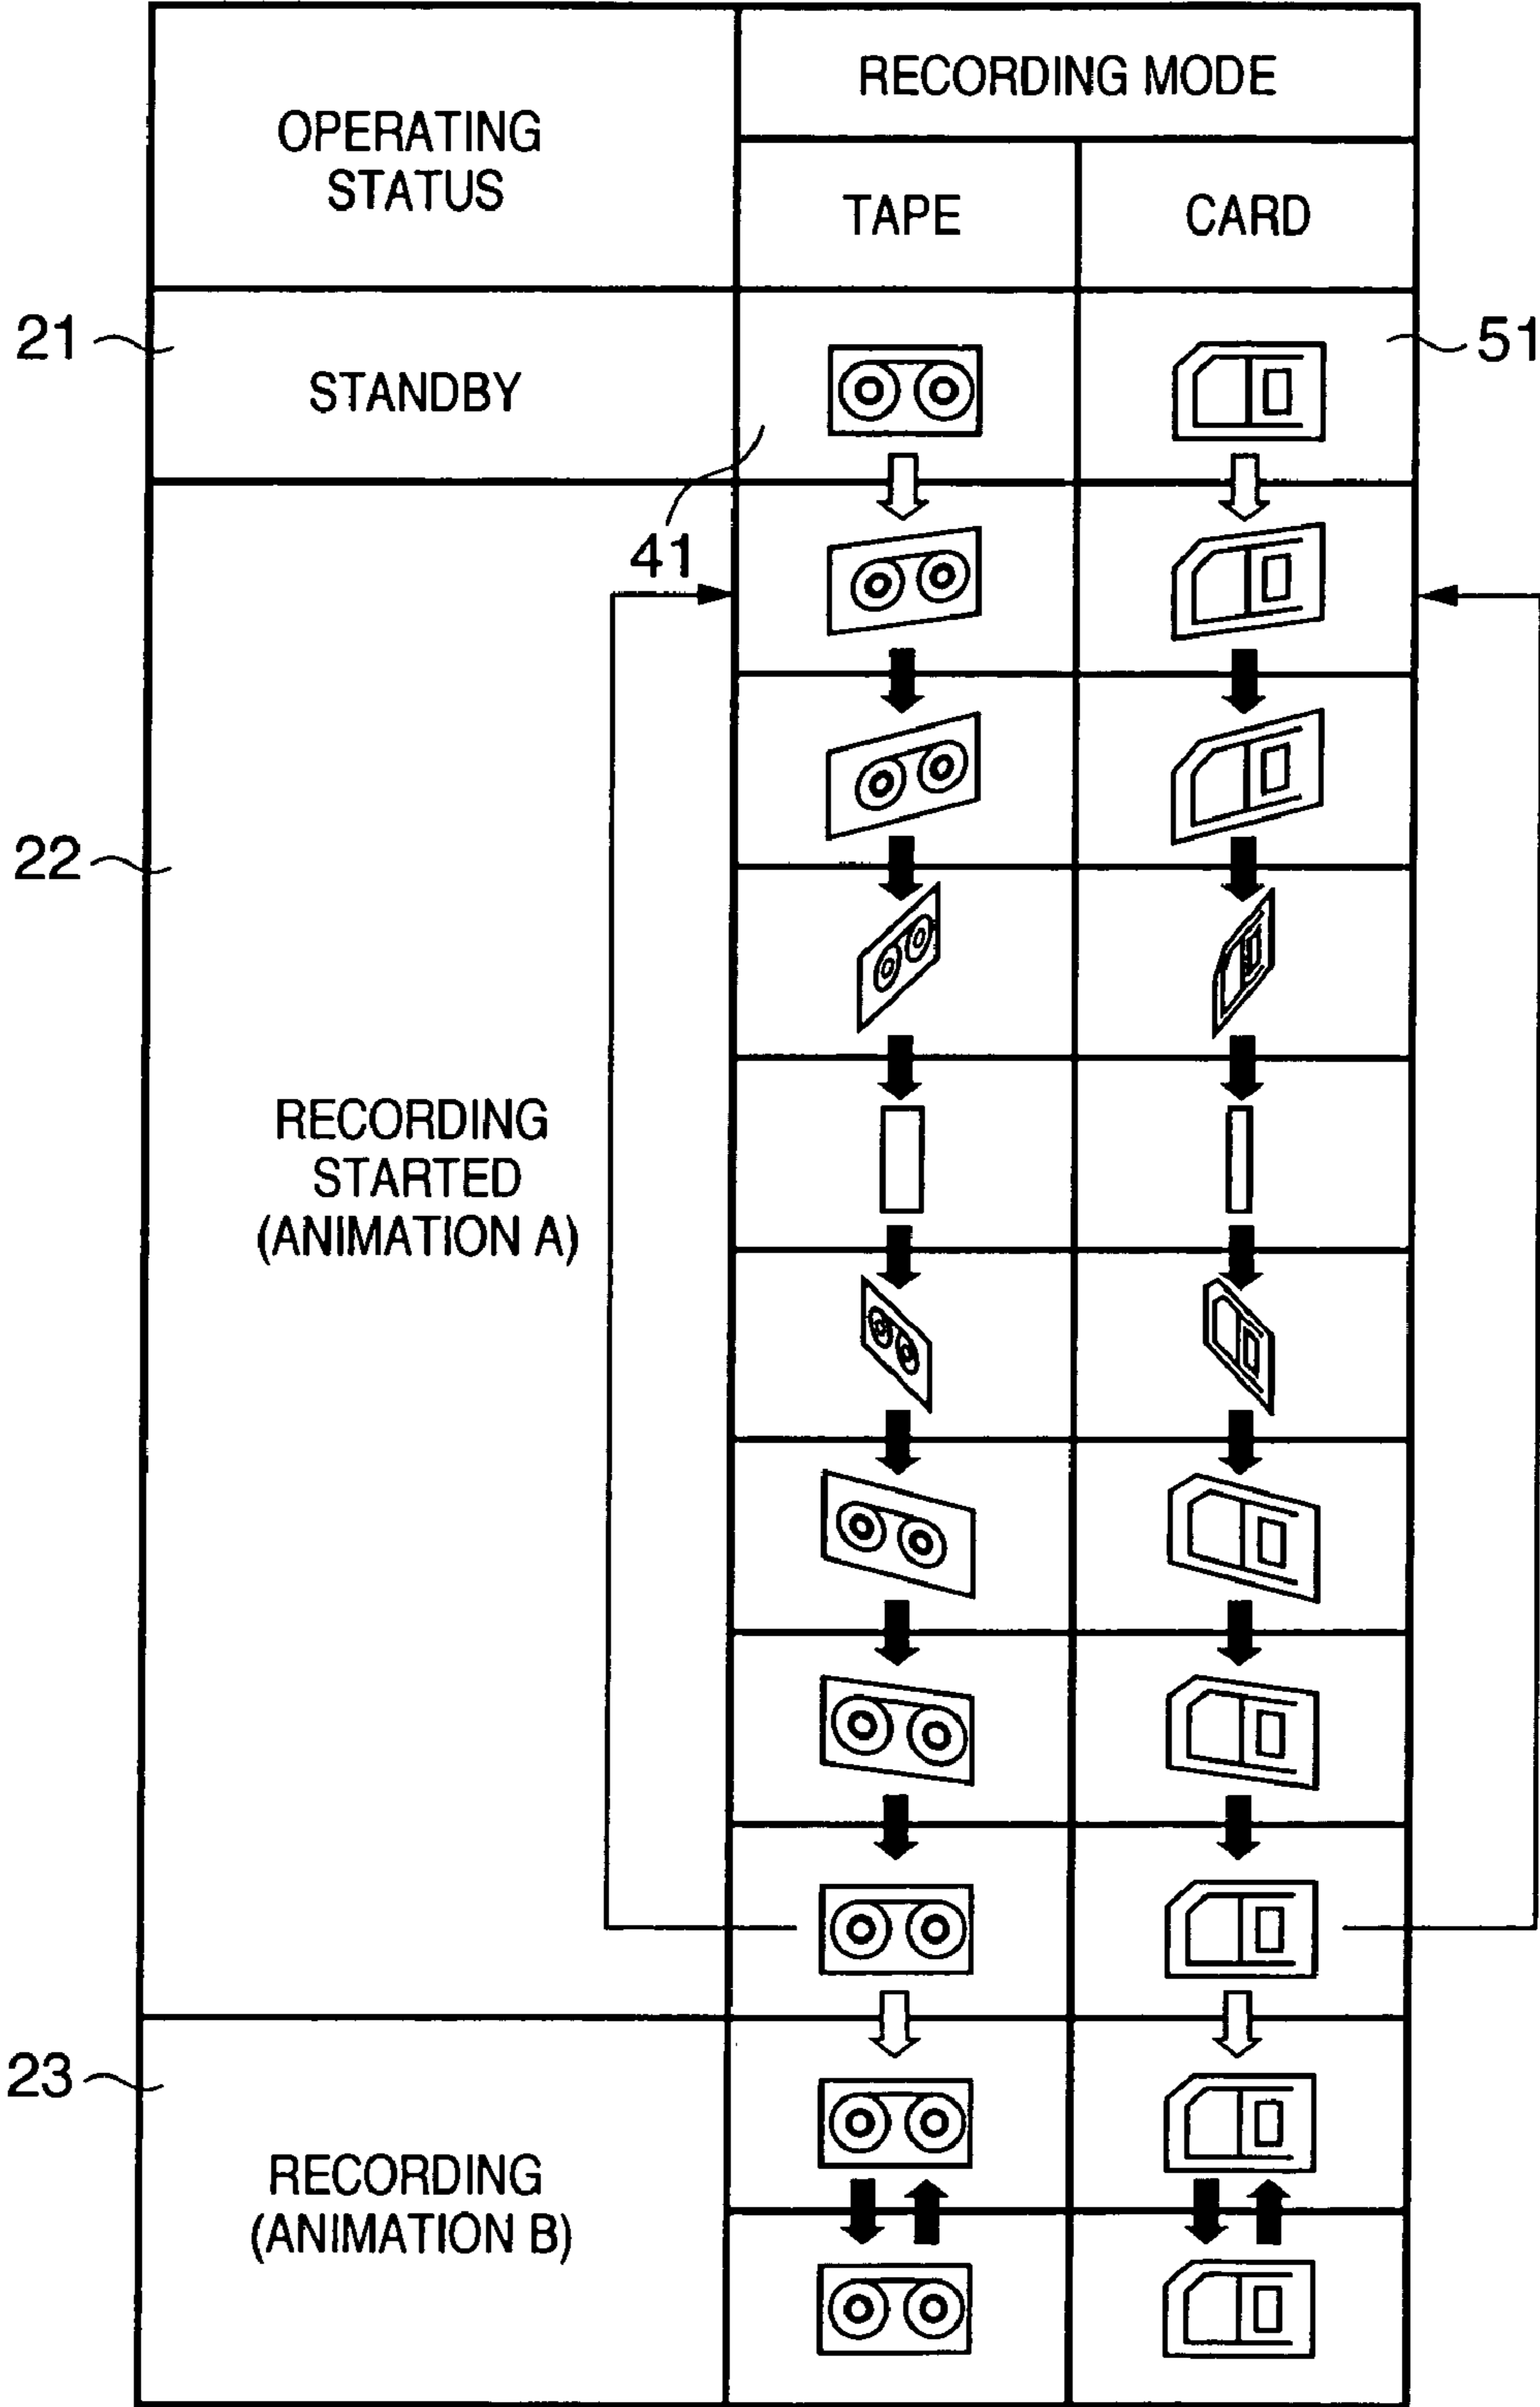 RECORDING MODE
OPERATING
STATUS
TAPE
CARD
21
51
STANDBY
41
22
RECORDING
STARTED
(ANIMATION A)
23
RECORDING
(ANIMATION B)